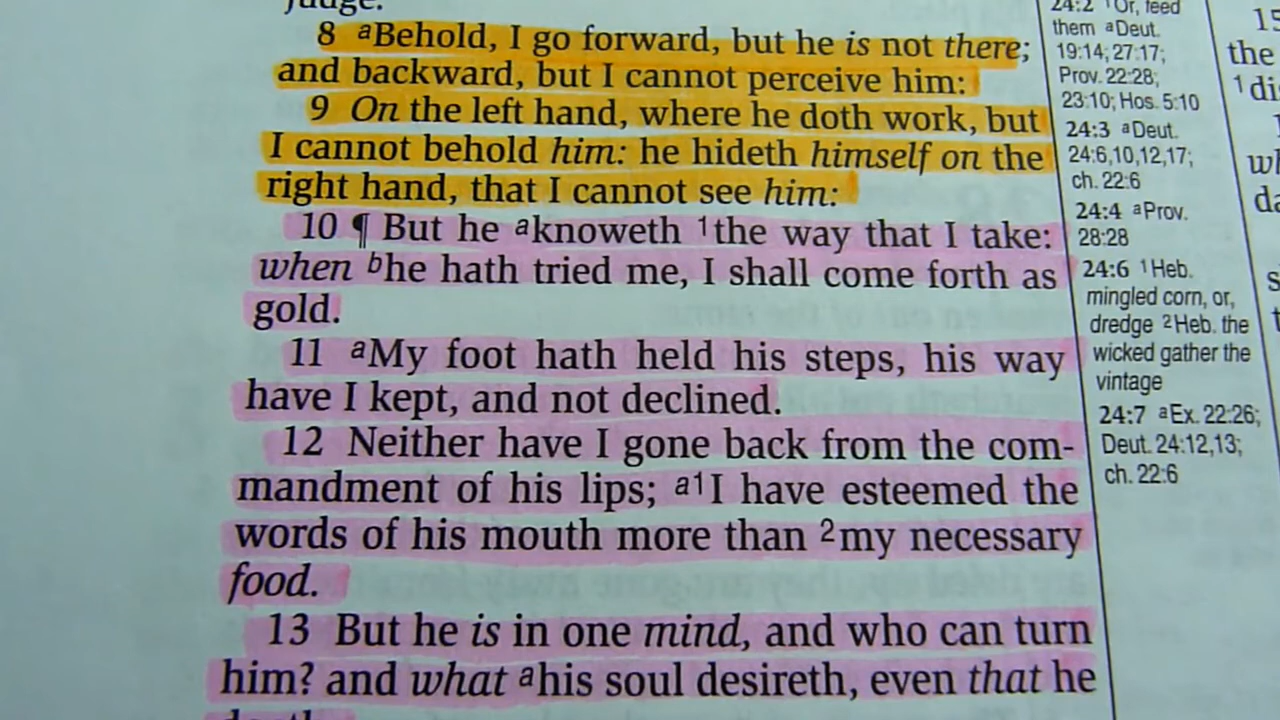 judge.
8 aBehold, I go forward, but he is not there;
and backward, but I cannot perceive him:
9 On the left hand, where he doth work, but
I cannot behold him: he hideth himself on the
right hand, that I cannot see him:
10 ¶ But he aknoweth 1the way that I take:
when bhe hath tried me, I shall come forth as
gold.
11 aMy foot hath held his steps, his way
have I kept, and not declined.
12 Neither have I gone back from the com-
mandment of his lips; a1I have esteemed the
words of his mouth more than 2my necessary
food.
13 But he is in one mind, and who can turn
him? and what ahis soul desireth, even that he
24:2 1Or, feed
them aDeut.
19:14; 27:17;
Prov. 22:28;
23:10; Hos. 5:10
24:3 aDeut.
24:6,10,12,17;
ch. 22:6
24:4 aProv.
28:28
24:6 1Heb.
mingled corn, or,
dredge 2Heb. the
wicked gather the
vintage
24:7 aEx. 22:26;
Deut. 24:12,13;
ch. 22:6
15
the